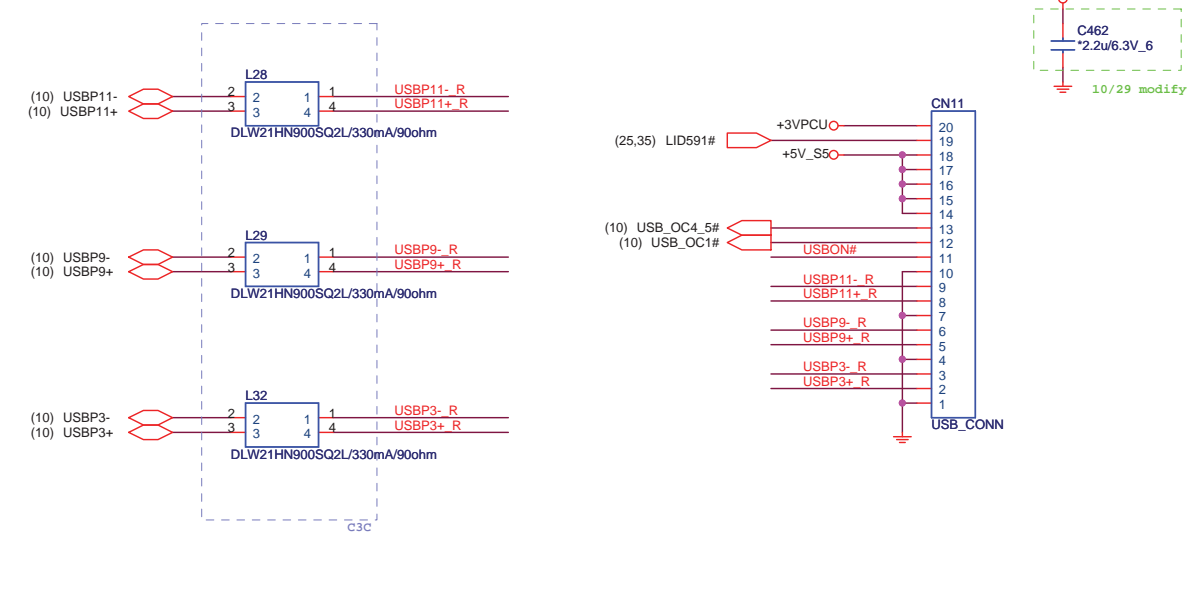 C462
*2.2u/6.3V_6
10/29 modify
L28
(10) USBP11- 2 2 1 1 USBP11-_R
(10) USBP11+ 3 3 4 4 USBP11+_R
DLW21HN900SQ2L/330mA/90ohm
L29
(10) USBP9- 2 2 1 1 USBP9-_R
(10) USBP9+ 3 3 4 4 USBP9+_R
DLW21HN900SQ2L/330mA/90ohm
L32
(10) USBP3- 2 2 1 1 USBP3-_R
(10) USBP3+ 3 3 4 4 USBP3+_R
DLW21HN900SQ2L/330mA/90ohm
C3C
CN11
+3VPCU 20
(25,35) LID591# 19
+5V_S5 18
17
16
15
14
(10) USB_OC4_5# 13
(10) USB_OC1# 12
USBON# 11
10
USBP11-_R 9
USBP11+_R 8
7
USBP9-_R 6
USBP9+_R 5
4
USBP3-_R 3
USBP3+_R 2
1
USB_CONN